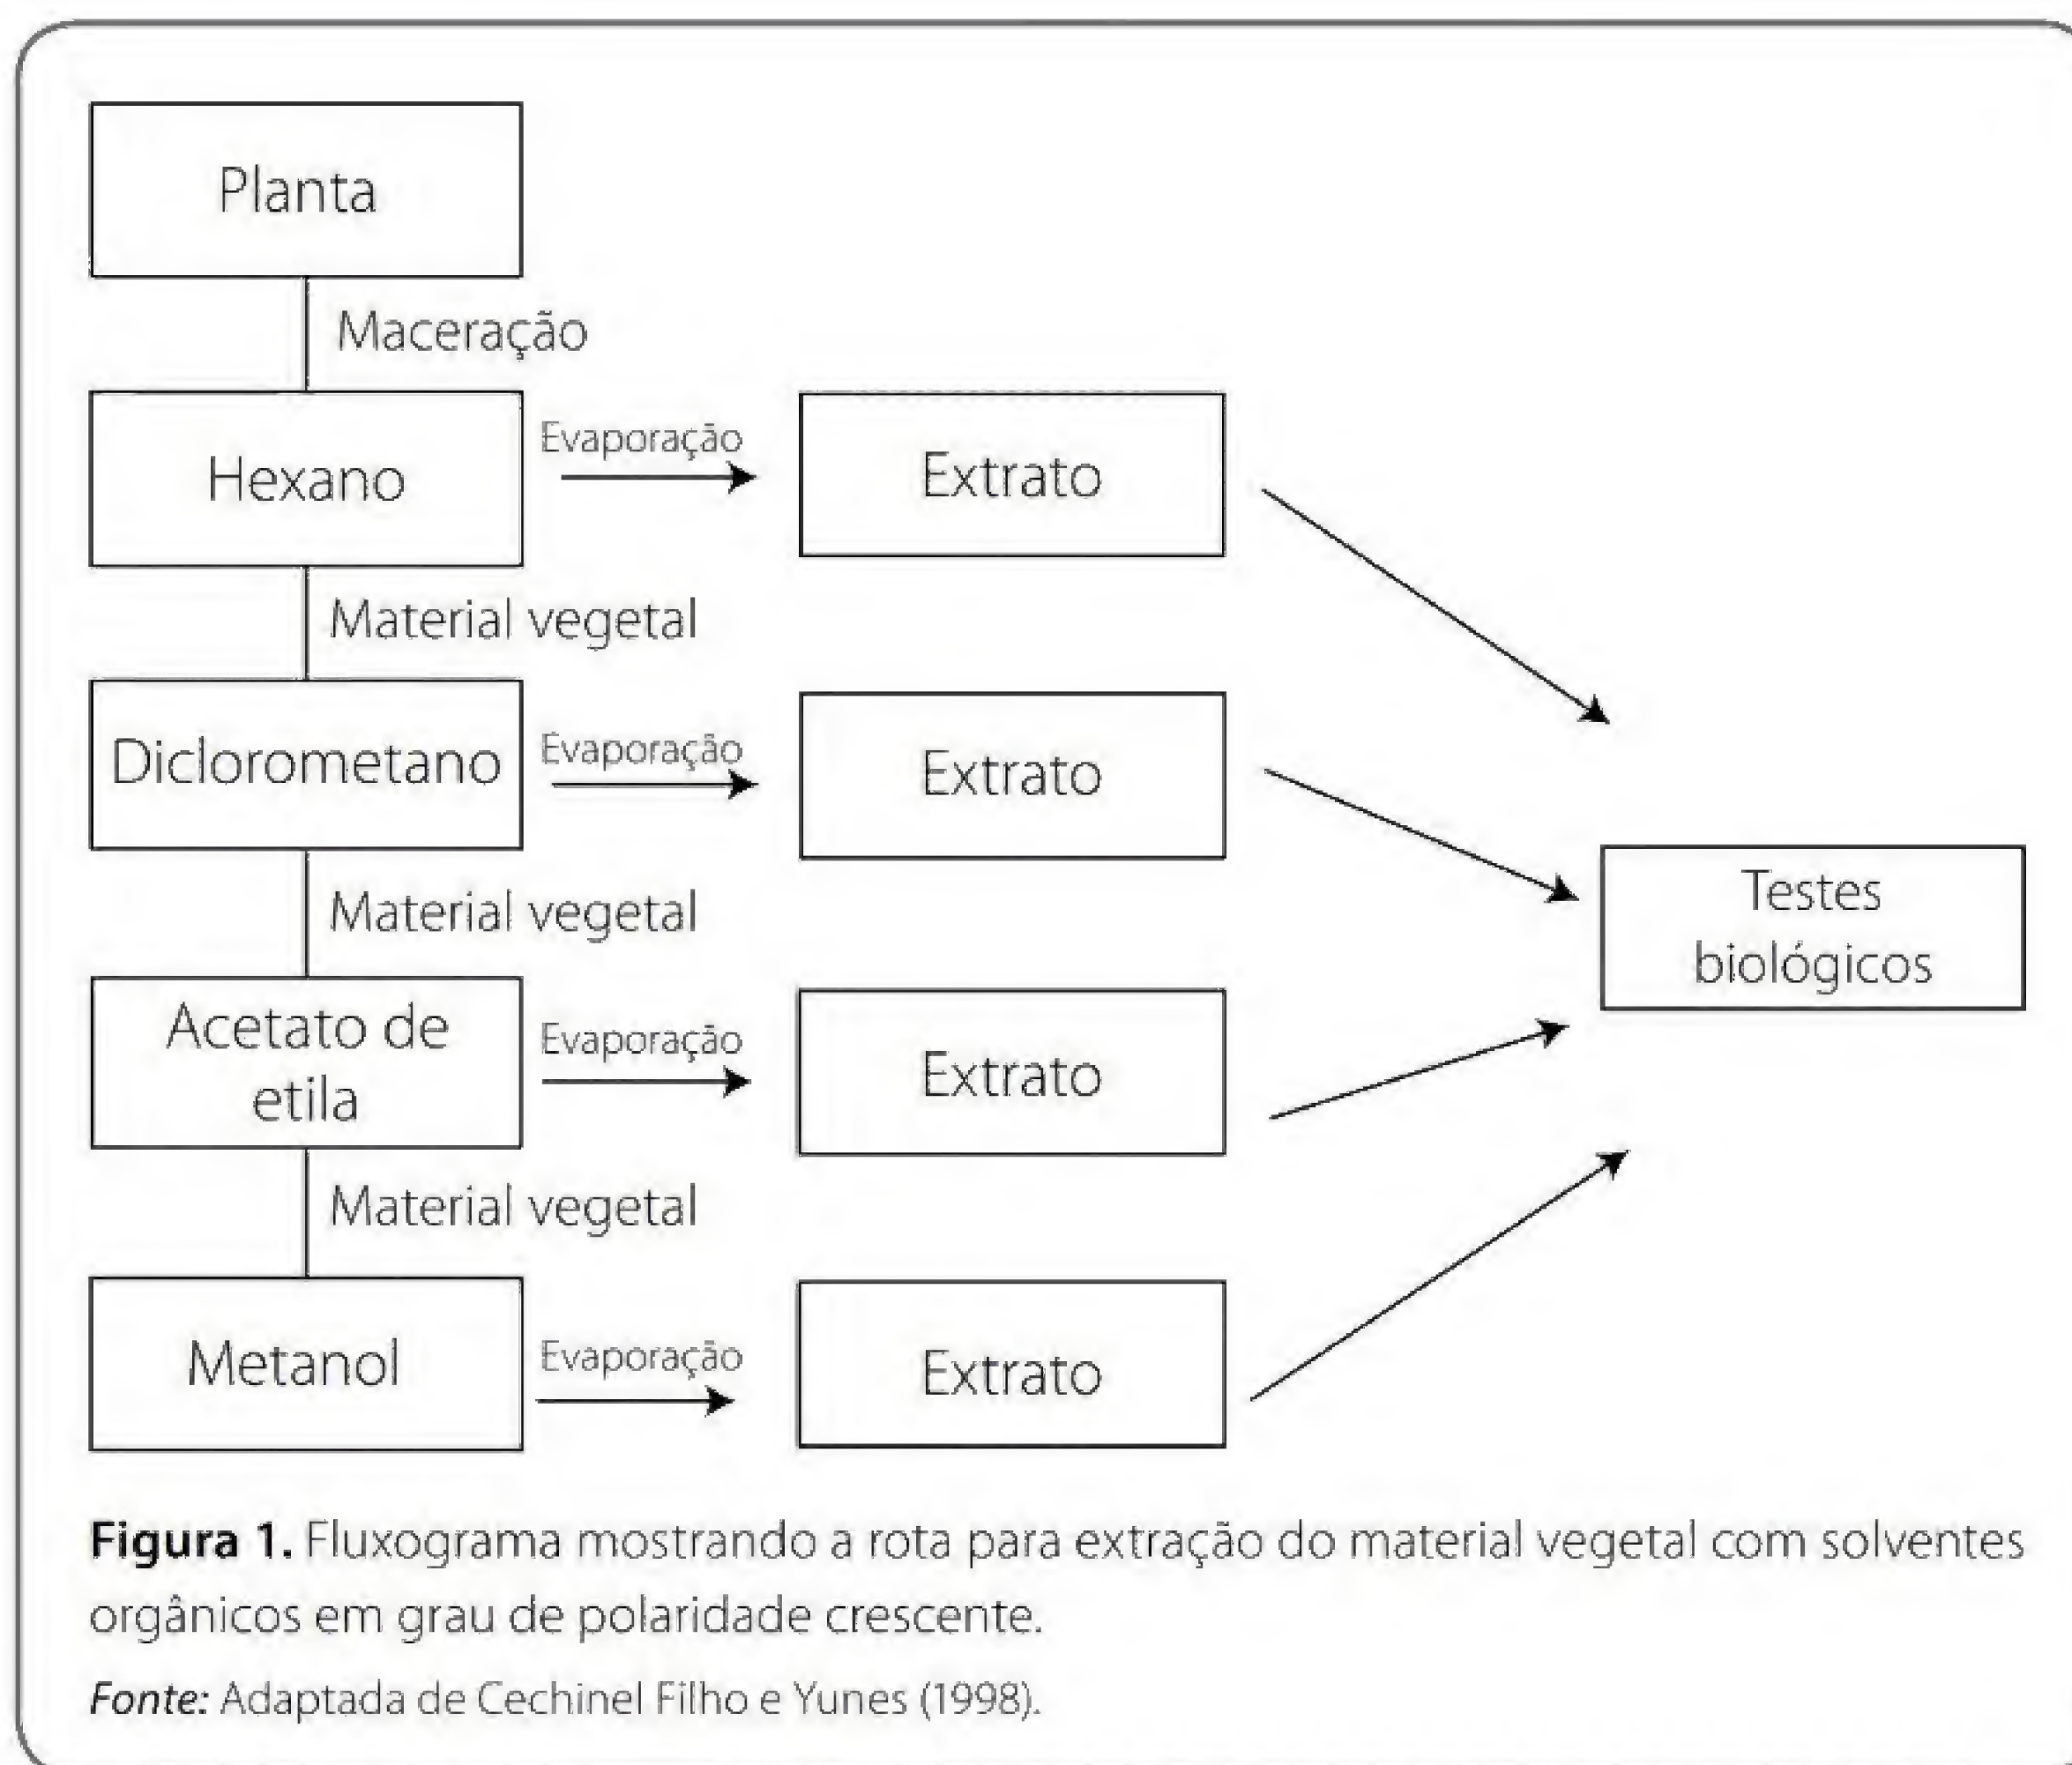 Planta
Maceração
Hexano
Evaporação
Extrato
Material vegetal
Diclorometano
Evaporação
Extrato
Material vegetal
Acetato de
etila
Evaporação
Extrato
Testes
biológicos
Material vegetal
Metanol
Evaporação
Extrato
Figura 1. Fluxograma mostrando a rota para extração do material vegetal com solventes
orgânicos em grau de polaridade crescente.
Fonte: Adaptada de Cechinel Filho e Yunes (1998).